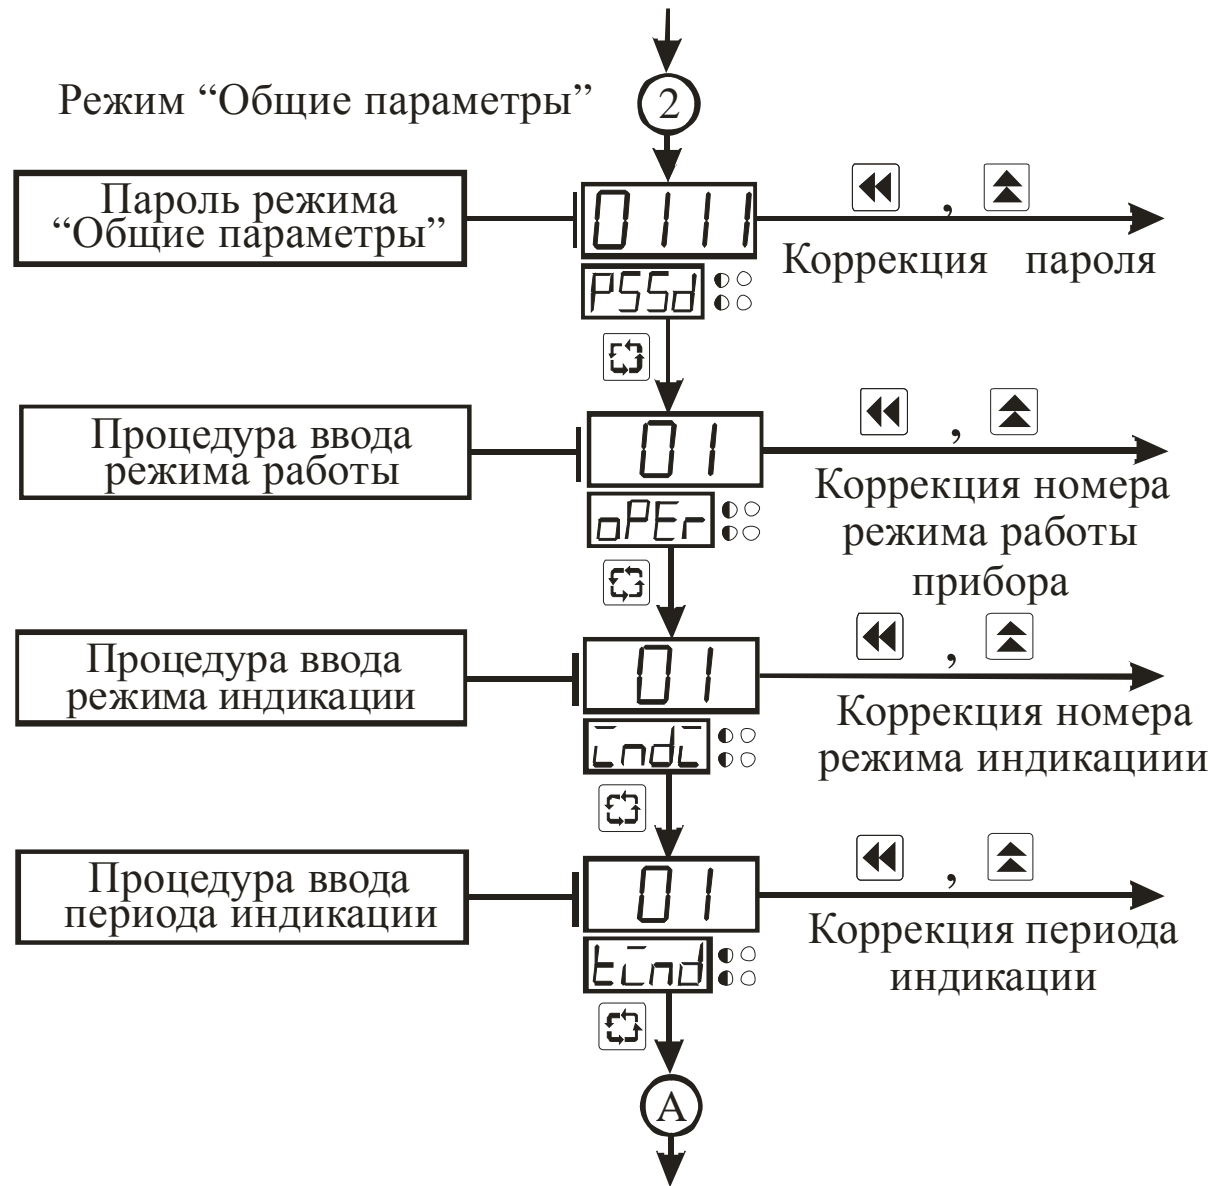 Режим “Общие параметры”
2
Пароль режима
“Общие параметры”
0111
,
Коррекция пароля
PSSd
Процедура ввода
режима работы
01
,
Коррекция номера
режима работы
прибора
oPEr
Процедура ввода
режима индикации
01
,
Коррекция номера
режима индикациии
indi
Процедура ввода
периода индикации
01
,
Коррекция периода
индикации
tind
А